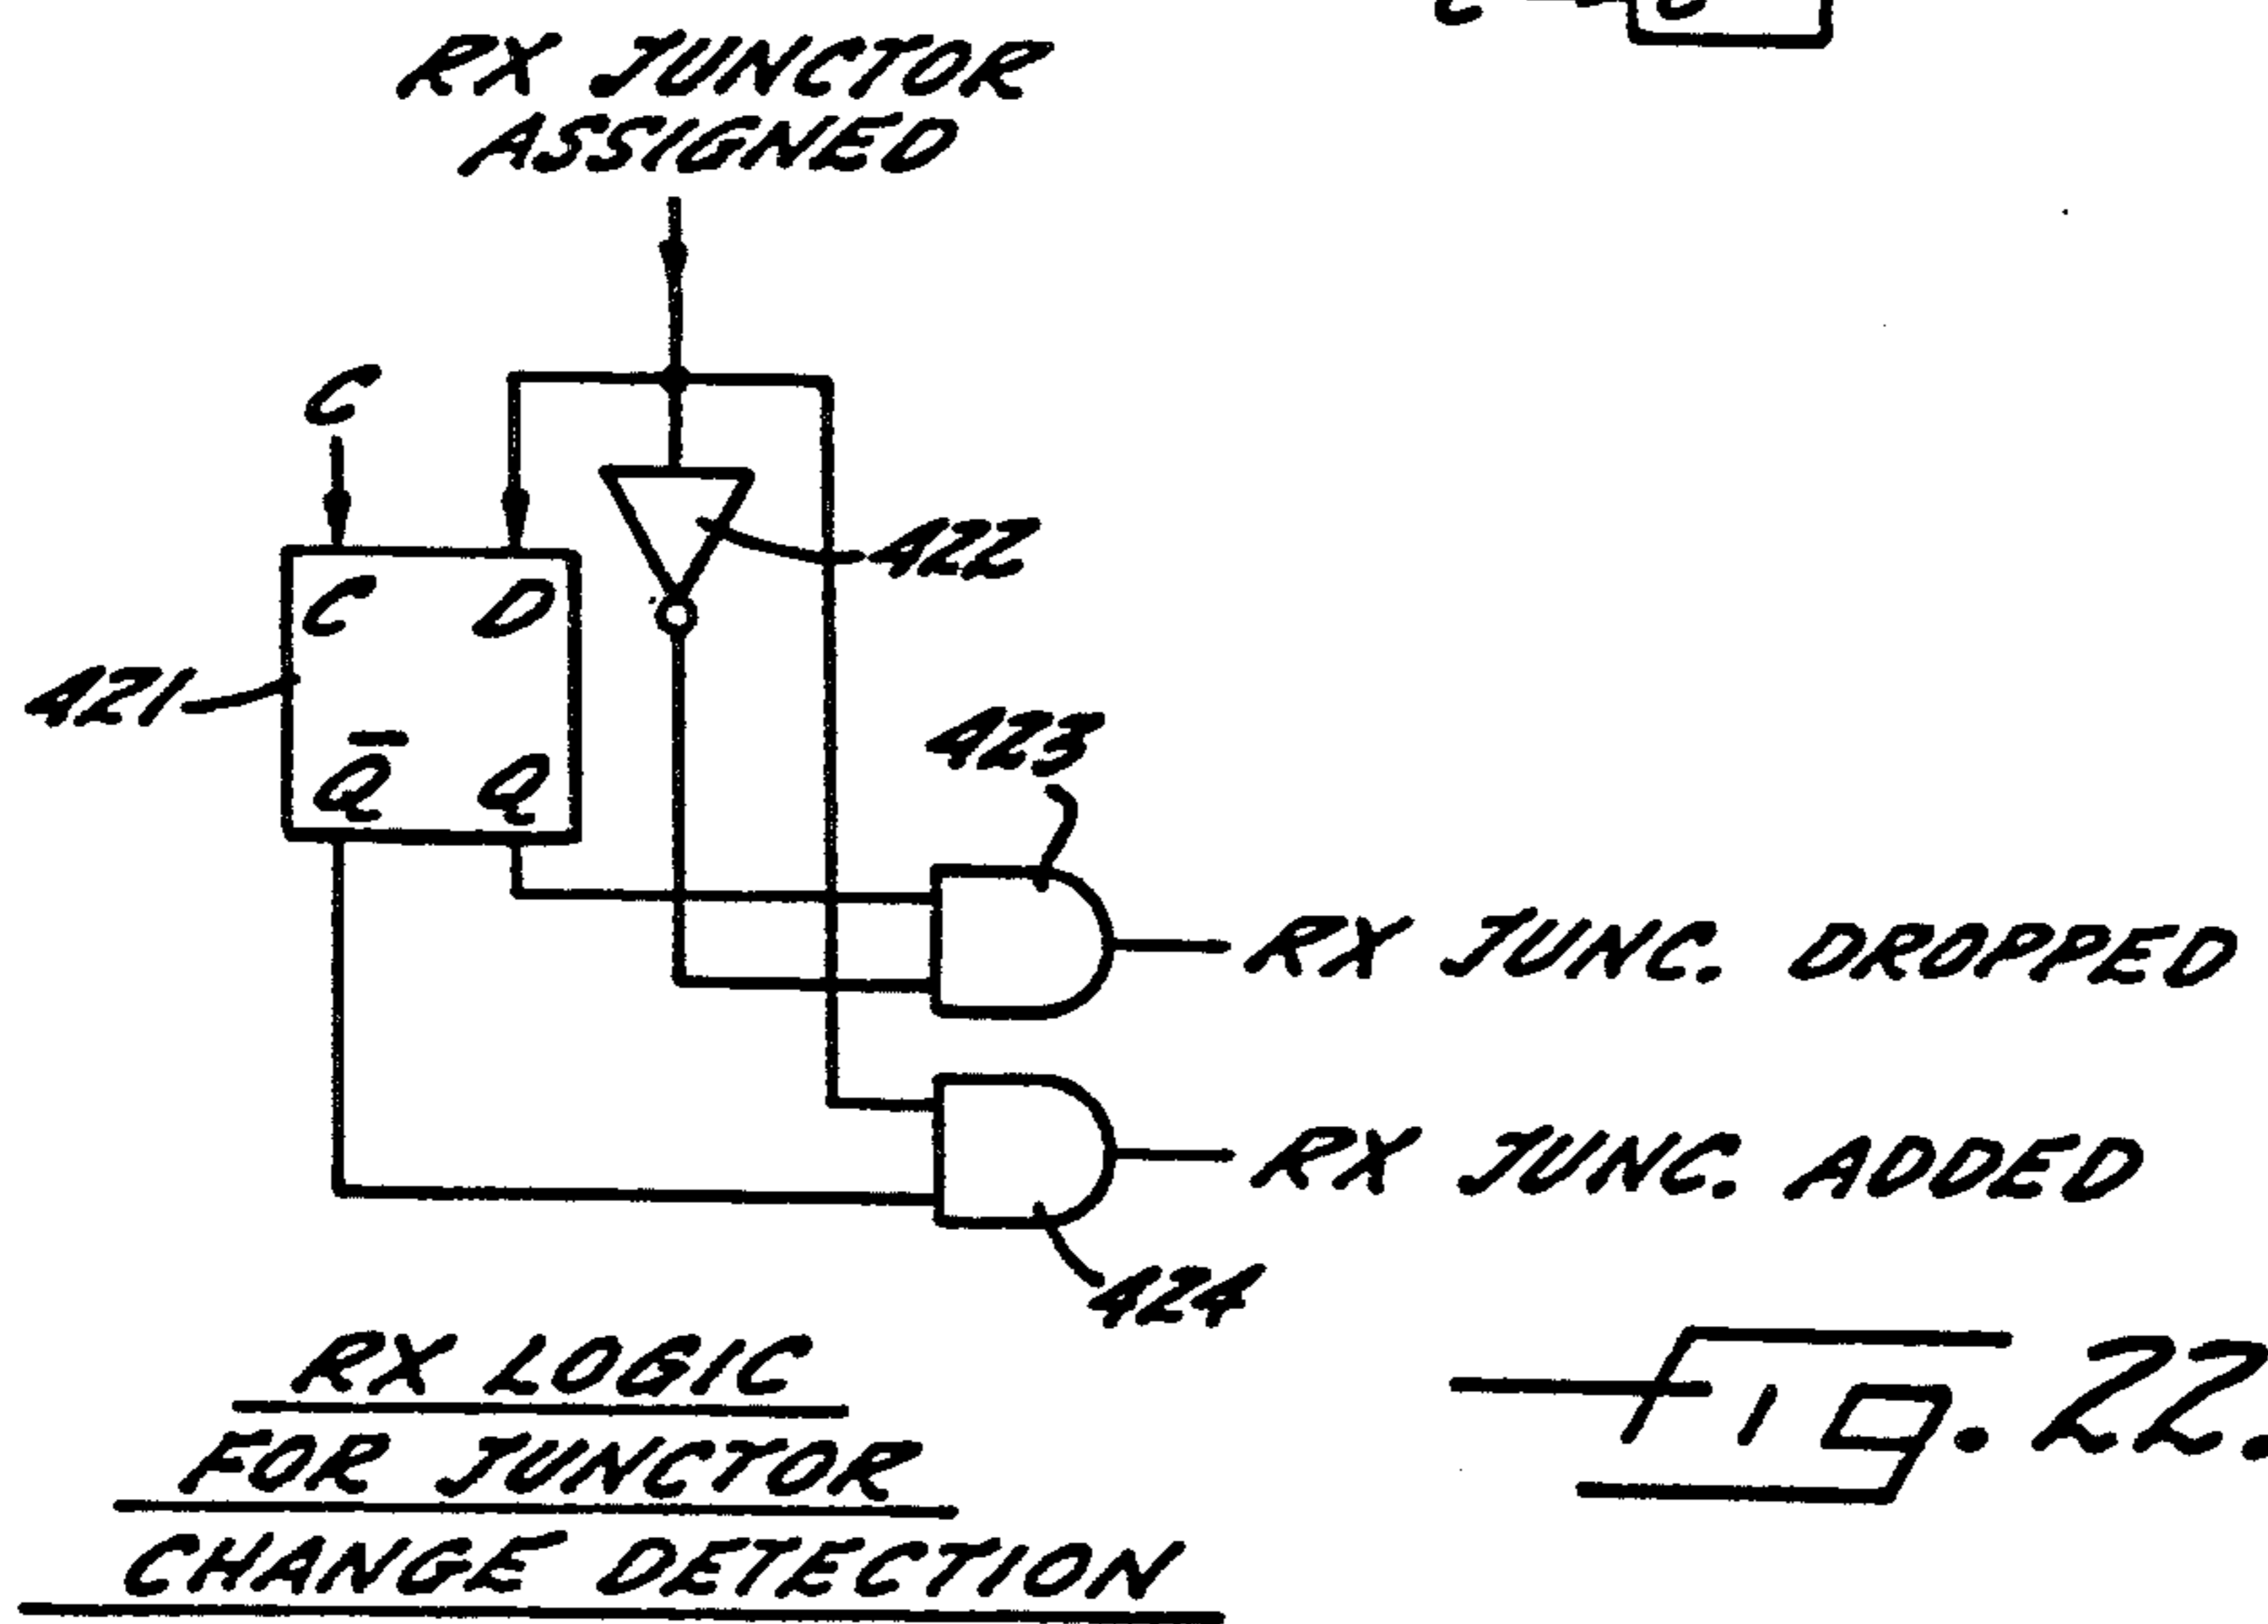 RX JUNCTOR
ASSIGNED
C
C D
422
421
Q̅ Q
423
RX JUNC. DROPPED
RX JUNC. ADDED
424
RX LOGIC
FOR JUNCTOR
CHANGE DETECTION
Fig. 22.